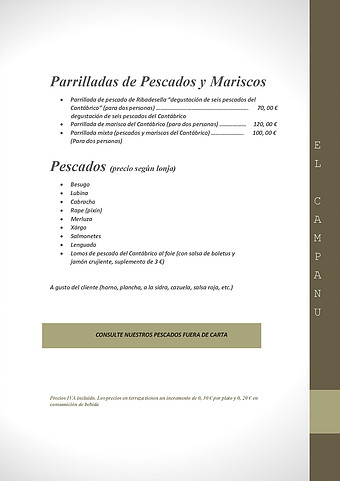 Parrilladas de Pescados y Mariscos
• Parrillada de pescado de Ribadesella “degustación de seis pescados del
Cantábrico” (para dos personas) ........................................................ 70, 00 €
degustación de seis pescados del Cantábrico
• Parrillada de marisco del Cantábrico (para dos personas) ................. 120, 00 €
• Parrillada mixta (pescados y mariscos del Cantábrico) ..................... 100, 00 €
(Para dos personas)
Pescados (precio según lonja)
• Besugo
• Lubina
• Cabracho
• Rape (pixín)
• Merluza
• Xárgo
• Salmonetes
• Lenguado
• Lomos de pescado del Cantábrico al foie (con salsa de boletus y
jamón crujiente, suplemento de 3 €)
A gusto del cliente (horno, plancha, a la sidra, cazuela, salsa roja, etc.)
CONSULTE NUESTROS PESCADOS FUERA DE CARTA
Precios IVA incluido. Los precios en terraza tienen un incremento de 0, 30 € por plato y 0, 20 € en
consumición de bebida
EL CAMPANU